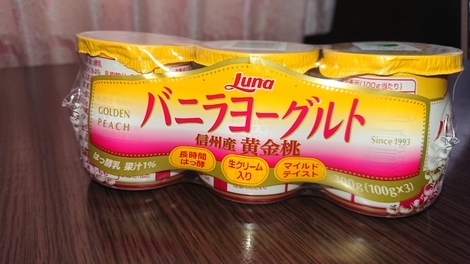 Luna
バニラヨーグルト
信州産 黄金桃
GOLDEN
PEACH
Since 1993
長時間
はっ酵
生クリーム
入り
マイルド
テイスト
はっ酵乳 果汁1%
300g(100g×3)